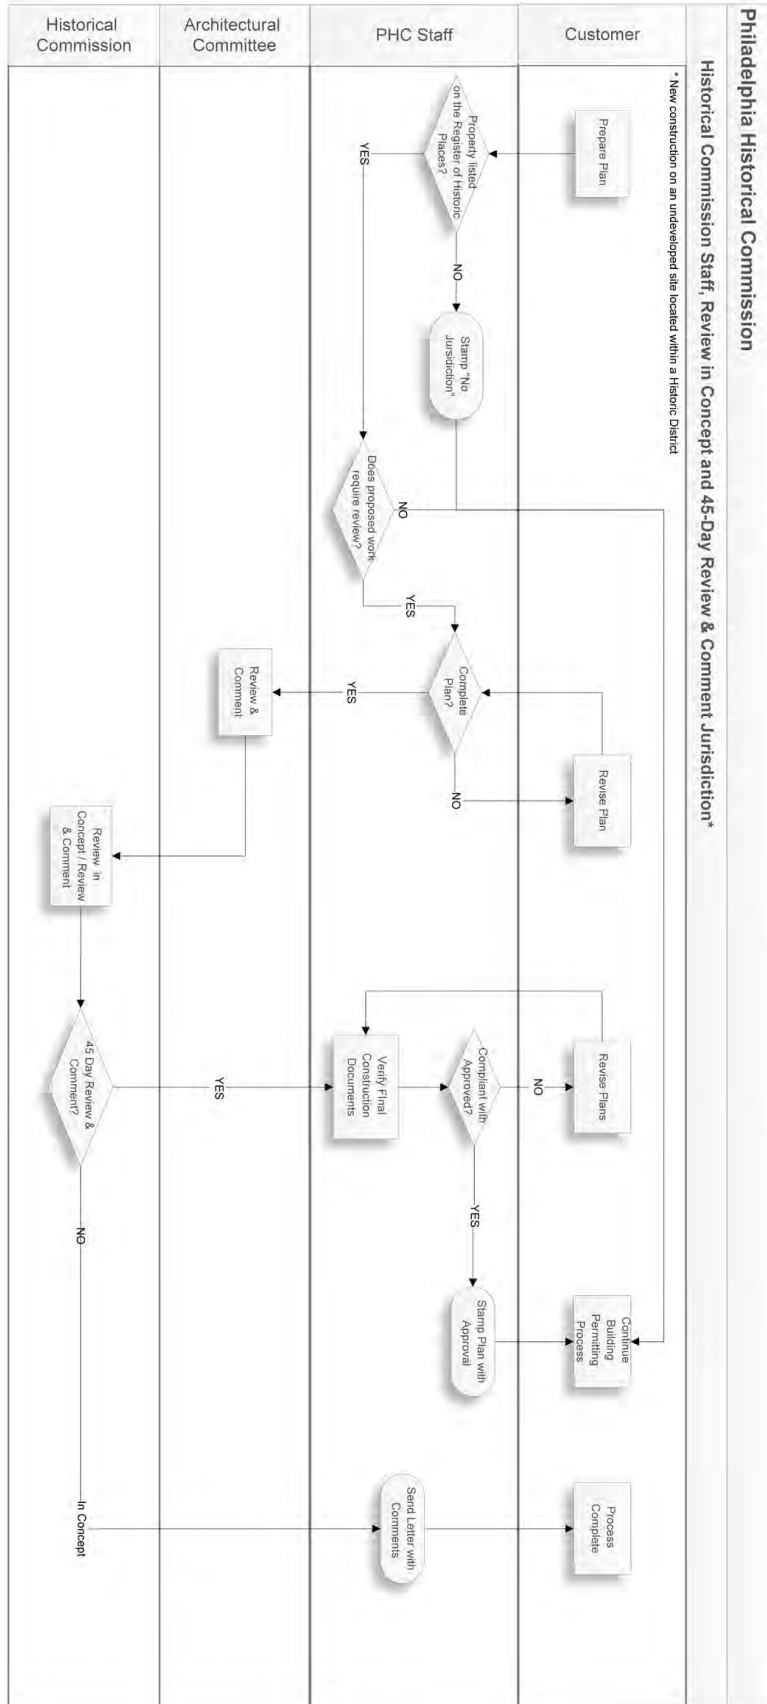 Philadelphia Historical Commission
Historical Commission Staff, Review in Concept and 45-Day Review & Comment Jurisdiction*
* New construction on an undeveloped site located within a Historic District
Customer
PHC Staff
Architectural
Committee
Historical
Commission
Prepare Plan
Property listed
on the Register of Historic
Places?
YES
NO
Stamp "No
Jursidiction"
Does proposed work
require review?
NO
YES
Complete
Plan?
NO
Revise Plan
YES
Review &
Comment
Review in
Concept / Review
& Comment
45 Day Review &
Comment?
YES
Verify FInal
Construction
Documents
Compliant with
Approved?
NO
Revise Plans
YES
Stamp Plan with
Approval
Continue
Building
Permitting
Process
NO
In Concept
Send Letter with
Comments
Process
Complete